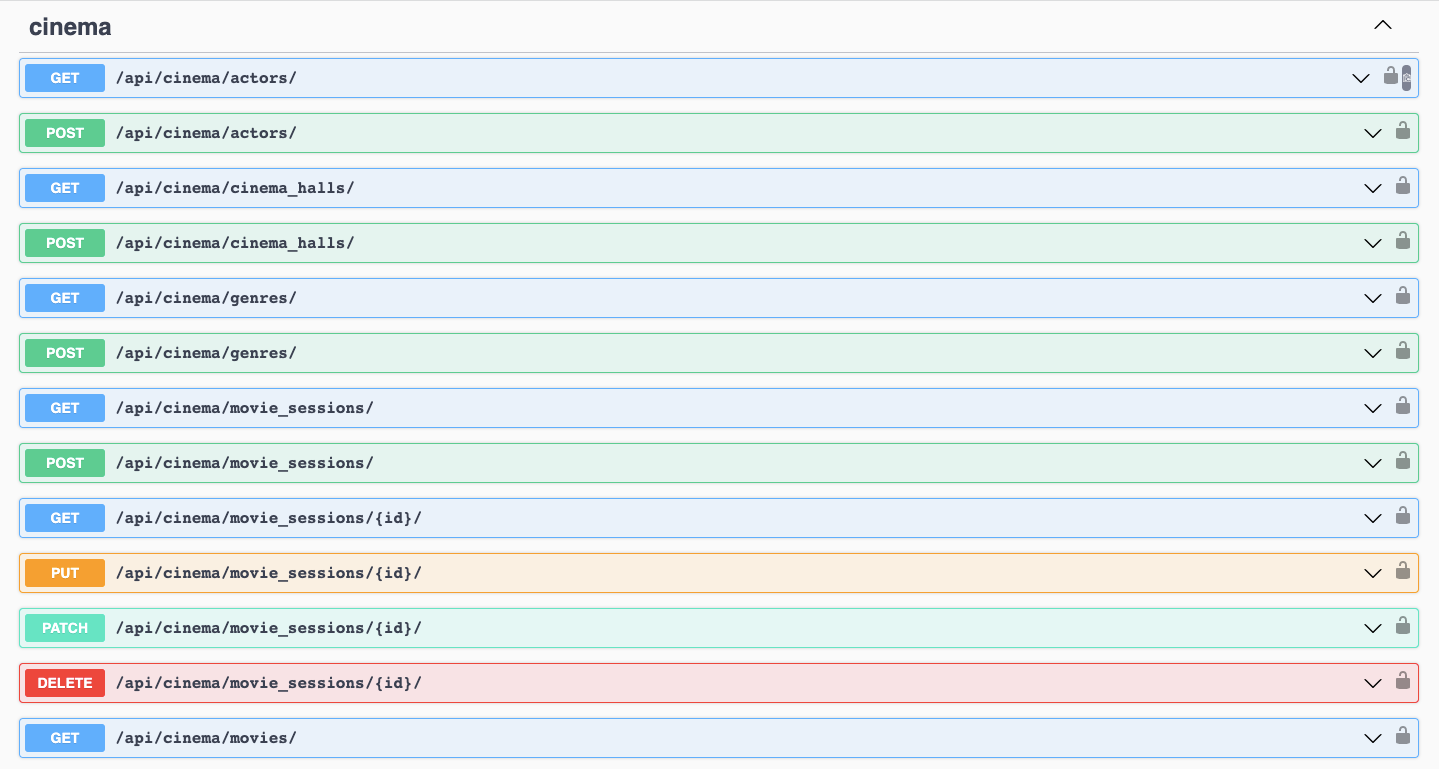 cinema
GET /api/cinema/actors/
POST /api/cinema/actors/
GET /api/cinema/cinema_halls/
POST /api/cinema/cinema_halls/
GET /api/cinema/genres/
POST /api/cinema/genres/
GET /api/cinema/movie_sessions/
POST /api/cinema/movie_sessions/
GET /api/cinema/movie_sessions/{id}/
PUT /api/cinema/movie_sessions/{id}/
PATCH /api/cinema/movie_sessions/{id}/
DELETE /api/cinema/movie_sessions/{id}/
GET /api/cinema/movies/